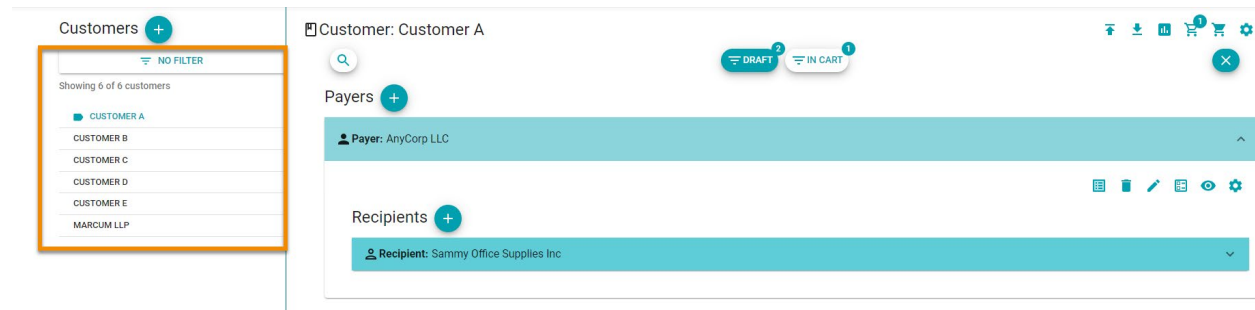 Customers
NO FILTER
Showing 6 of 6 customers
CUSTOMER A
CUSTOMER B
CUSTOMER C
CUSTOMER D
CUSTOMER E
MARCUM LLP
Customer: Customer A
1
DRAFT 2
IN CART 1
Payers
Payer: AnyCorp LLC
Recipients
Recipient: Sammy Office Supplies Inc